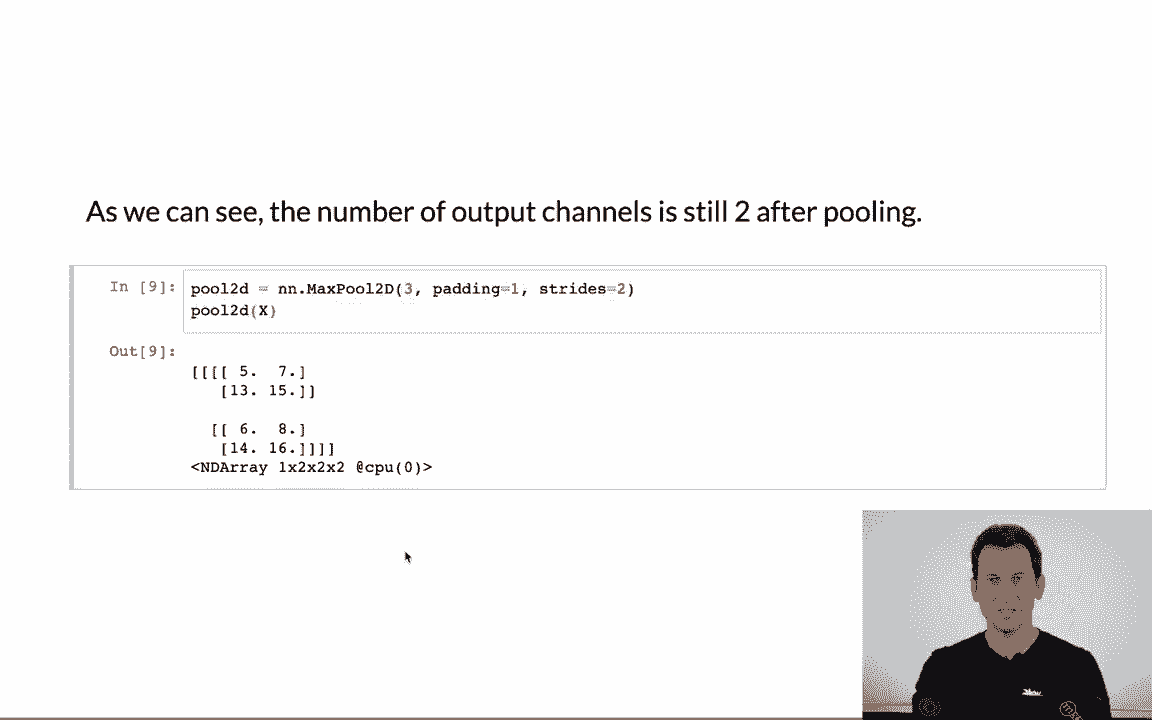 As we can see, the number of output channels is still 2 after pooling.
In [9]: pool2d = nn.MaxPool2D(3, padding=1, strides=2)
pool2d(X)
Out[9]:
[[[[ 5.  7.]
   [13. 15.]]
  [[ 6.  8.]
   [14. 16.]]]]
<NDArray 1x2x2x2 @cpu(0)>